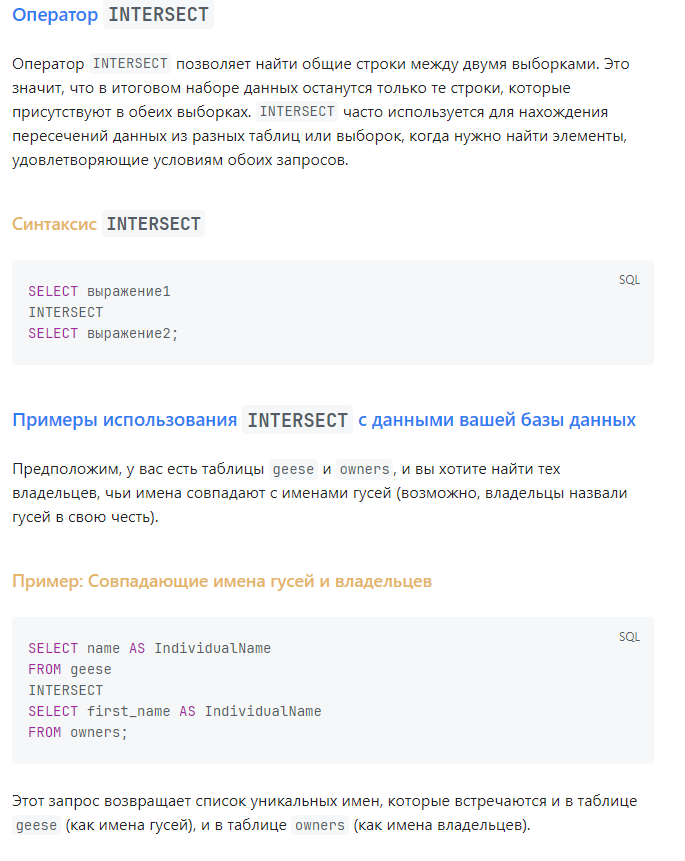 Оператор INTERSECT
Оператор INTERSECT позволяет найти общие строки между двумя выборками. Это
значит, что в итоговом наборе данных останутся только те строки, которые
присутствуют в обеих выборках. INTERSECT часто используется для нахождения
пересечений данных из разных таблиц или выборок, когда нужно найти элементы,
удовлетворяющие условиям обоих запросов.
Синтаксис INTERSECT
SQL
SELECT выражение1
INTERSECT
SELECT выражение2;
Примеры использования INTERSECT с данными вашей базы данных
Предположим, у вас есть таблицы geese и owners, и вы хотите найти тех
владельцев, чьи имена совпадают с именами гусей (возможно, владельцы назвали
гусей в свою честь).
Пример: Совпадающие имена гусей и владельцев
SQL
SELECT name AS IndividualName
FROM geese
INTERSECT
SELECT first_name AS IndividualName
FROM owners;
Этот запрос возвращает список уникальных имен, которые встречаются и в таблице
geese (как имена гусей), и в таблице owners (как имена владельцев).